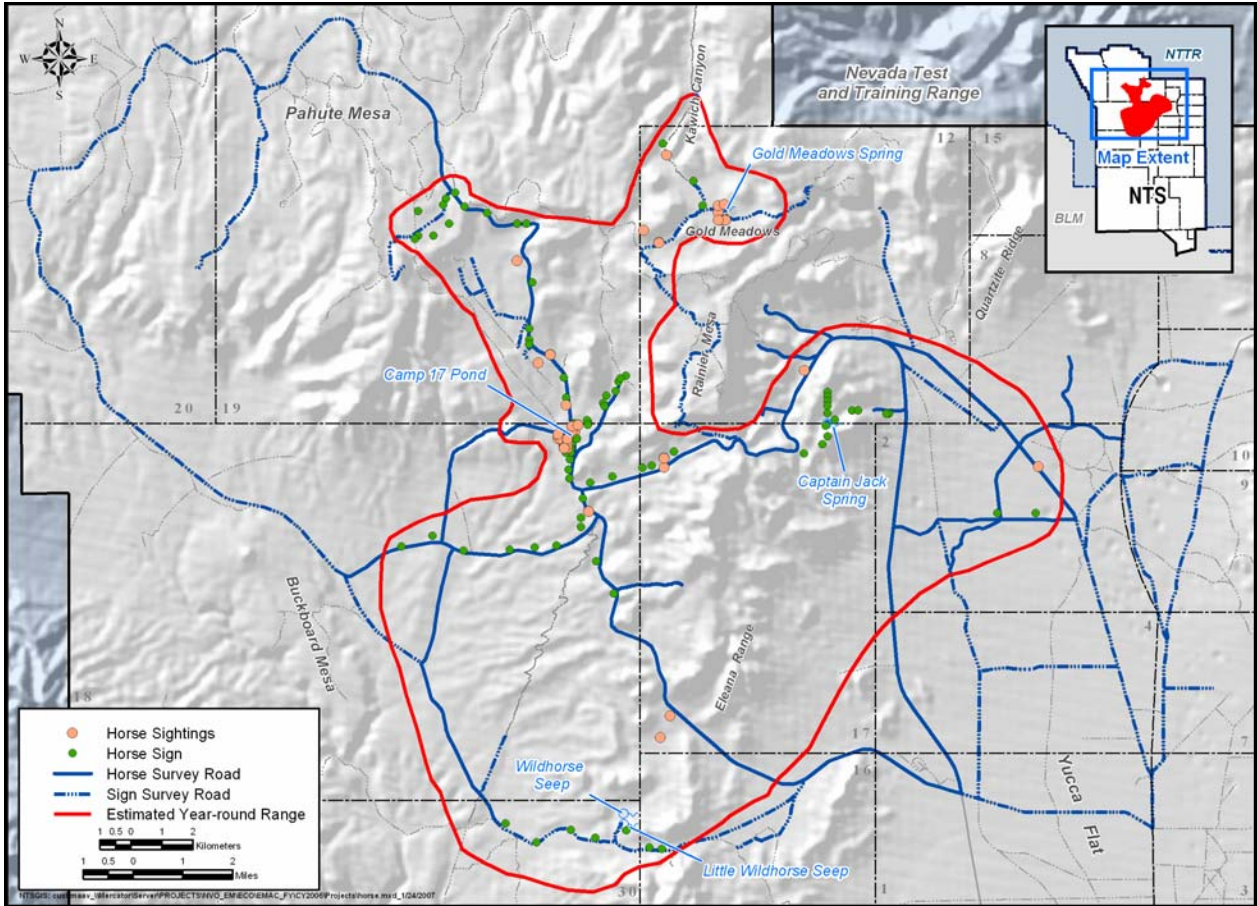 N
W E
S
Pahute Mesa
Kawich Canyon
Nevada Test
and Training Range
NTTR
Map Extent
NTS
BLM
12 15
Gold Meadows Spring
Gold Meadows
8
Quartzite Ridge
Rainier Mesa
Camp 17 Pond
20 19
2
Captain Jack
Spring
10
9
Buckboard Mesa
Eleana Range
4
18
17
16
7
Yucca Flat
Wildhorse
Seep
Little Wildhorse Seep
30
1
Horse Sightings
Horse Sign
Horse Survey Road
Sign Survey Road
Estimated Year-round Range
1 0.5 0 1 2
Kilometers
1 0.5 0 1 2
Miles